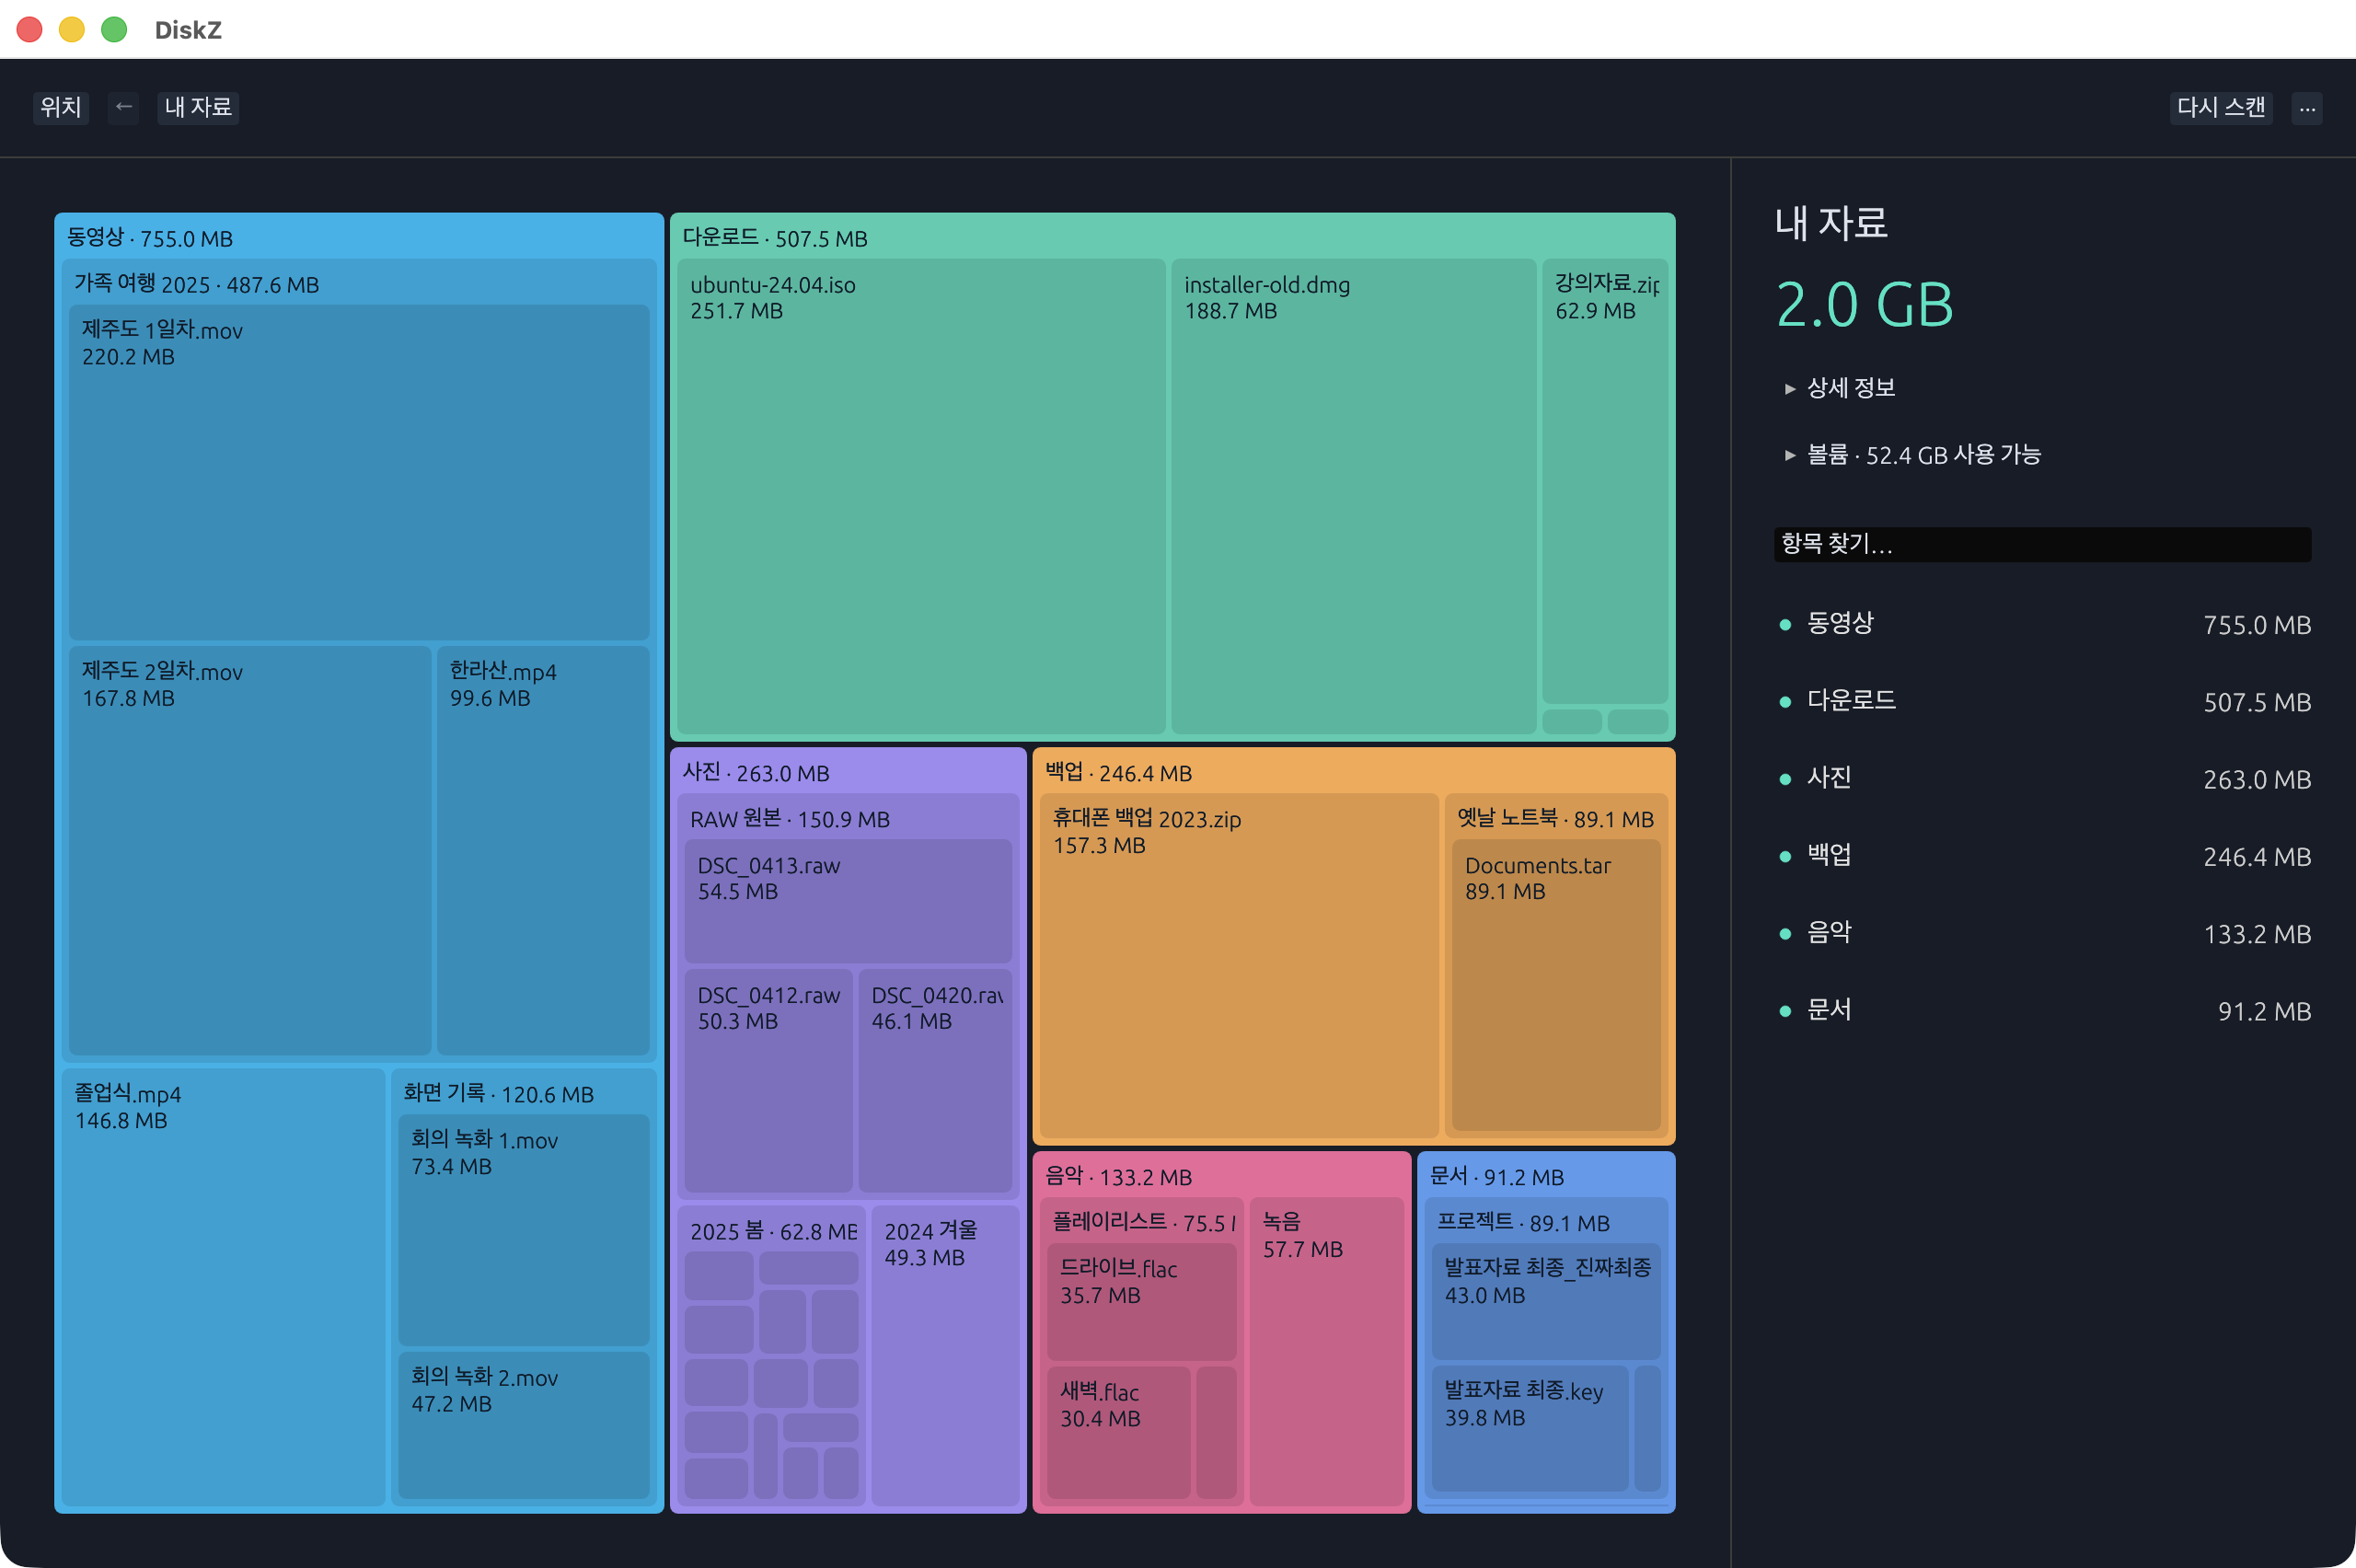 DiskZ
위치
←
내 자료
다시 스캔
...
동영상 · 755.0 MB
가족 여행 2025 · 487.6 MB
제주도 1일차.mov
220.2 MB
제주도 2일차.mov
167.8 MB
한라산.mp4
99.6 MB
졸업식.mp4
146.8 MB
화면 기록 · 120.6 MB
회의 녹화 1.mov
73.4 MB
회의 녹화 2.mov
47.2 MB
다운로드 · 507.5 MB
ubuntu-24.04.iso
251.7 MB
installer-old.dmg
188.7 MB
강의자료.zip
62.9 MB
사진 · 263.0 MB
RAW 원본 · 150.9 MB
DSC_0413.raw
54.5 MB
DSC_0412.raw
50.3 MB
DSC_0420.raw
46.1 MB
2025 봄 · 62.8 MB
2024 겨울
49.3 MB
백업 · 246.4 MB
휴대폰 백업 2023.zip
157.3 MB
옛날 노트북 · 89.1 MB
Documents.tar
89.1 MB
음악 · 133.2 MB
플레이리스트 · 75.5
드라이브.flac
35.7 MB
새벽.flac
30.4 MB
녹음
57.7 MB
문서 · 91.2 MB
프로젝트 · 89.1 MB
발표자료 최종_진짜최종
43.0 MB
발표자료 최종.key
39.8 MB
내 자료
2.0 GB
▶ 상세 정보
▶ 볼륨 · 52.4 GB 사용 가능
항목 찾기...
동영상 755.0 MB
다운로드 507.5 MB
사진 263.0 MB
백업 246.4 MB
음악 133.2 MB
문서 91.2 MB